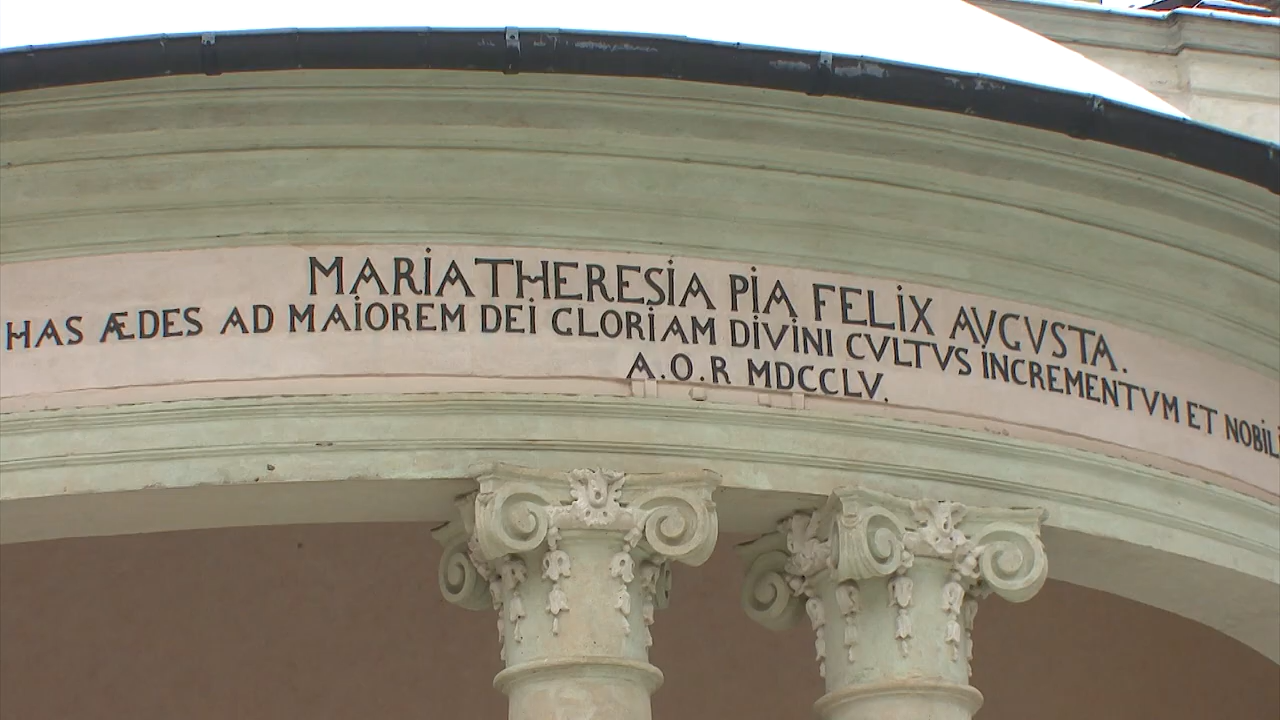 MARIA THERESIA PIA FELIX AVGVSTA.
HAS ÆDES AD MAIOREM DEI GLORIAM DIVINI CVLTVS INCREMENTVM ET
A.O.R MDCCLV.